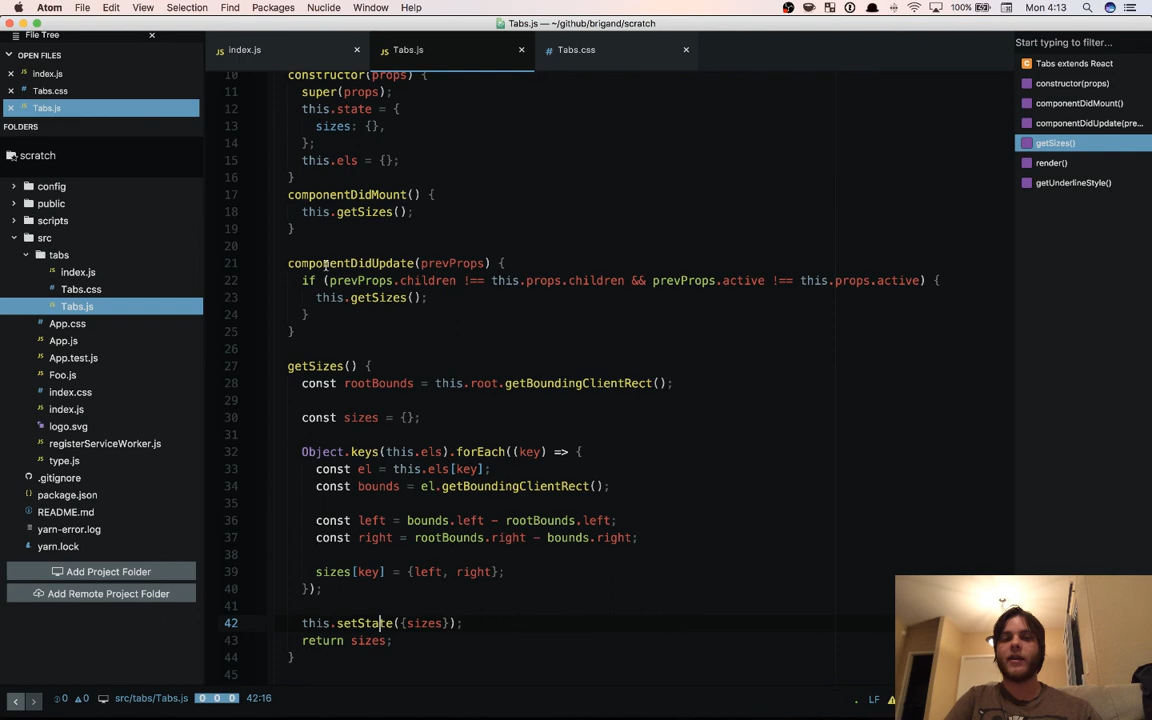 Atom File Edit View Selection Find Packages Nuclide Window Help 100% Mon 4:13
Tabs.js — ~/github/brigand/scratch
File Tree
OPEN FILES
index.js
Tabs.css
Tabs.js
FOLDERS
scratch
config
public
scripts
src
tabs
index.js
Tabs.css
Tabs.js
App.css
App.js
App.test.js
Foo.js
index.css
index.js
logo.svg
registerServiceWorker.js
type.js
.gitignore
package.json
README.md
yarn-error.log
yarn.lock
Add Project Folder
Add Remote Project Folder
index.js Tabs.js Tabs.css
10 constructor(props) {
11 super(props);
12 this.state = {
13 sizes: {},
14 };
15 this.els = {};
16 }
17 componentDidMount() {
18 this.getSizes();
19 }
20
21 componentDidUpdate(prevProps) {
22 if (prevProps.children !== this.props.children && prevProps.active !== this.props.active) {
23 this.getSizes();
24 }
25 }
26
27 getSizes() {
28 const rootBounds = this.root.getBoundingClientRect();
29
30 const sizes = {};
31
32 Object.keys(this.els).forEach((key) => {
33 const el = this.els[key];
34 const bounds = el.getBoundingClientRect();
35
36 const left = bounds.left - rootBounds.left;
37 const right = rootBounds.right - bounds.right;
38
39 sizes[key] = {left, right};
40 });
41
42 this.setState({sizes});
43 return sizes;
44 }
45
Start typing to filter...
C Tabs extends React
constructor(props)
componentDidMount()
componentDidUpdate(pre...
getSizes()
render()
getUnderlineStyle()
0 0 src/tabs/Tabs.js 0 0 0 42:16 LF